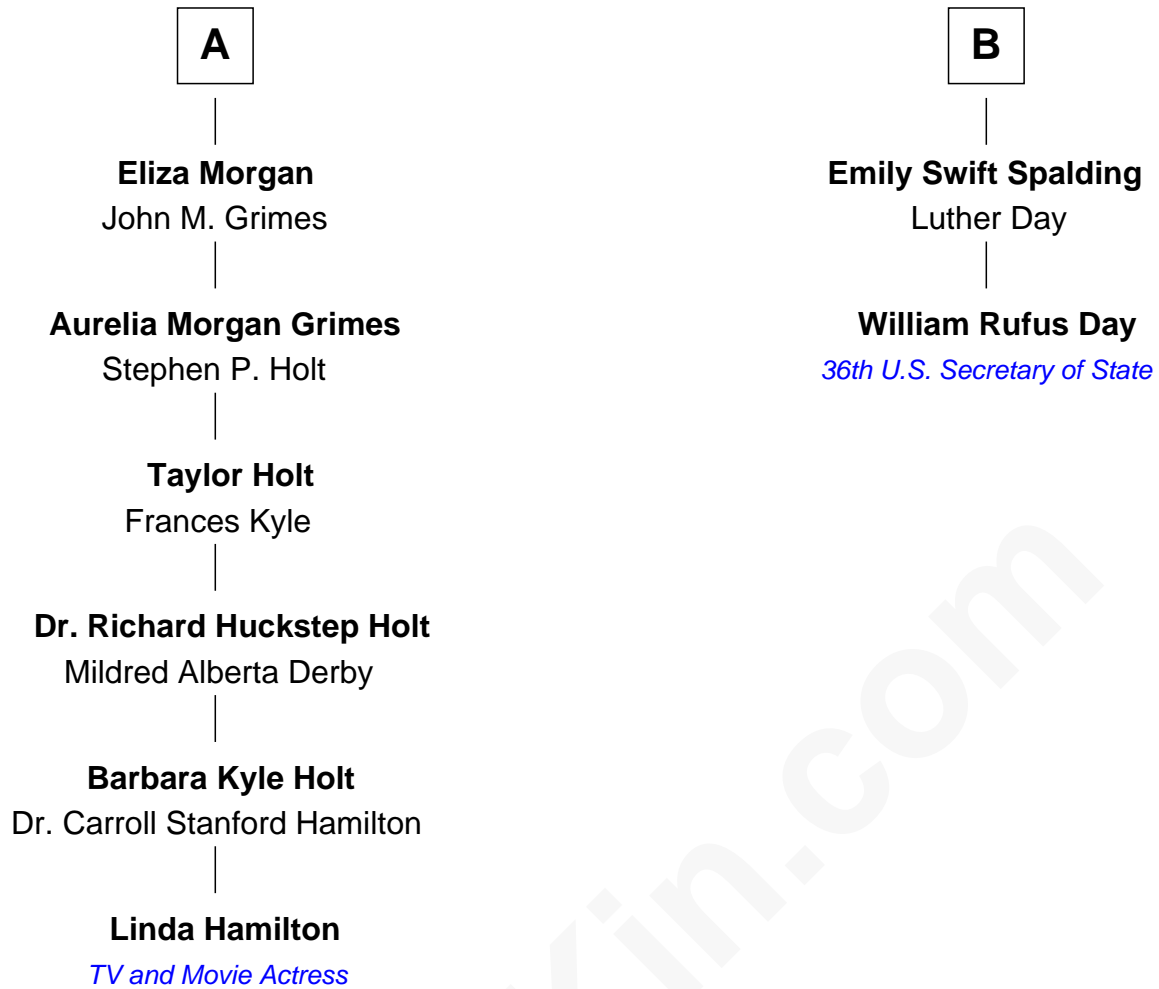 A
Eliza Morgan
John M. Grimes
Aurelia Morgan Grimes
Stephen P. Holt
Taylor Holt
Frances Kyle
Dr. Richard Huckstep Holt
Mildred Alberta Derby
Barbara Kyle Holt
Dr. Carroll Stanford Hamilton
Linda Hamilton
TV and Movie Actress
B
Emily Swift Spalding
Luther Day
William Rufus Day
36th U.S. Secretary of State